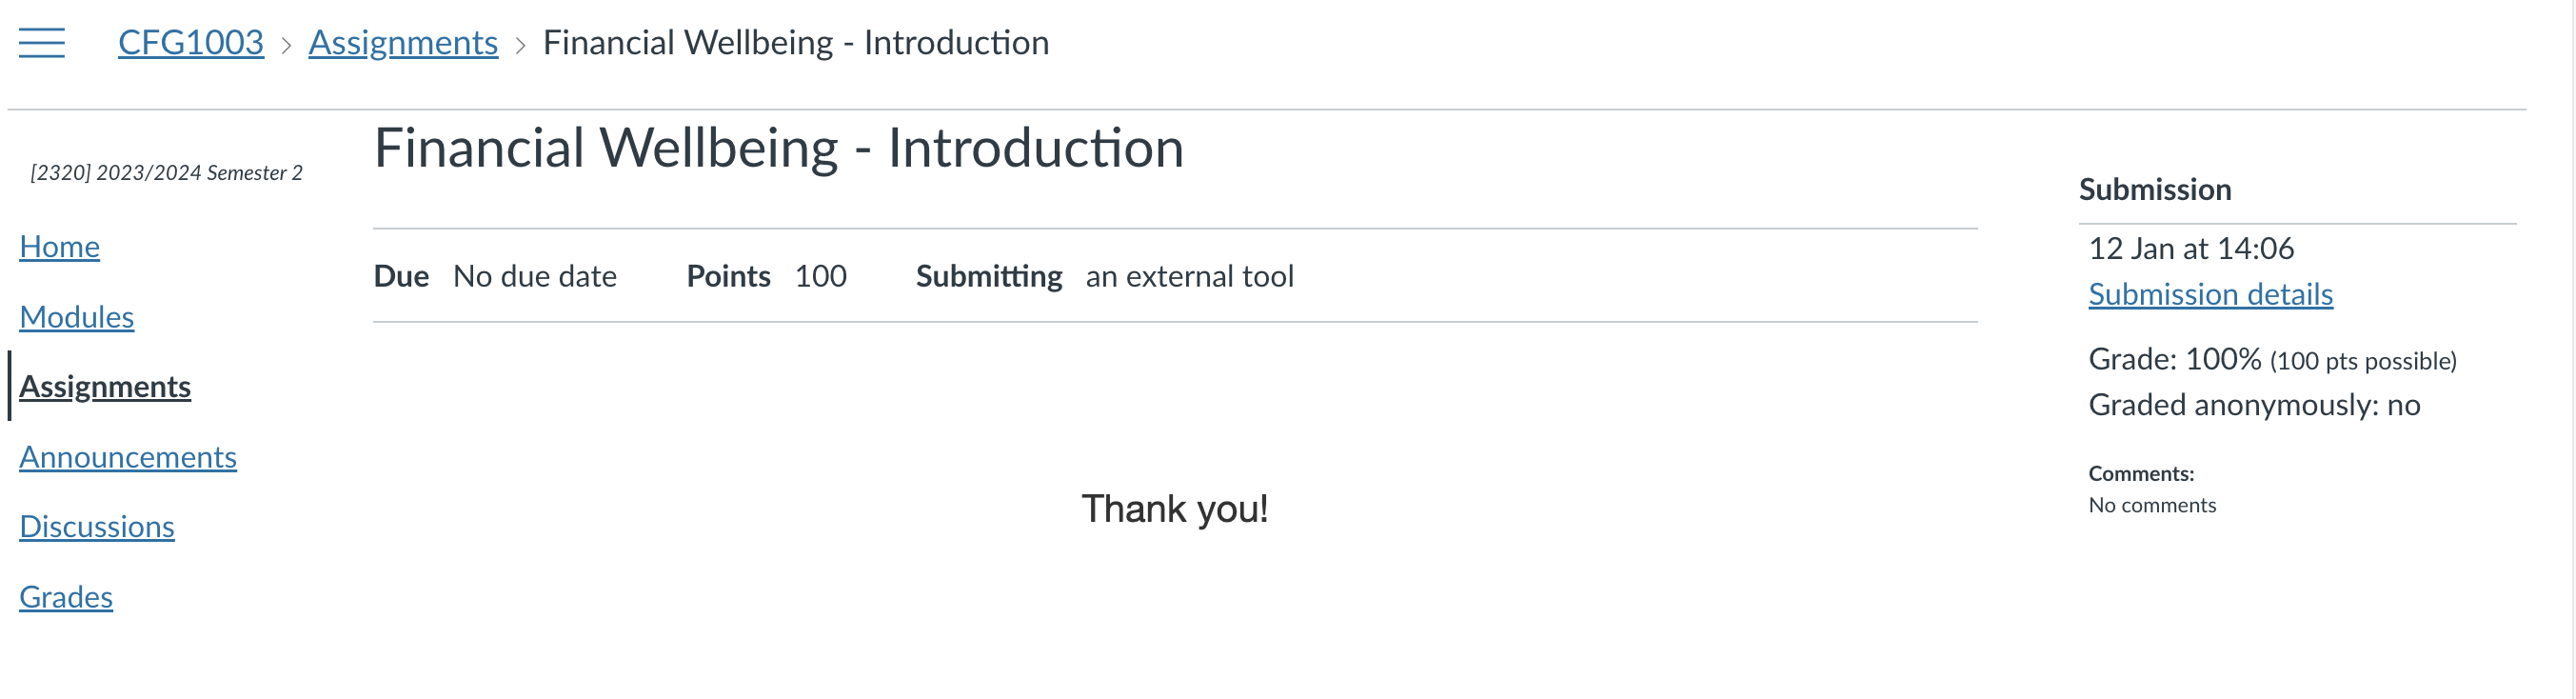 CFG1003 > Assignments > Financial Wellbeing - Introduction
[2320] 2023/2024 Semester 2
Home
Modules
Assignments
Announcements
Discussions
Grades
Financial Wellbeing - Introduction
Due No due date Points 100 Submitting an external tool
Thank you!
Submission
12 Jan at 14:06
Submission details
Grade: 100% (100 pts possible)
Graded anonymously: no
Comments:
No comments